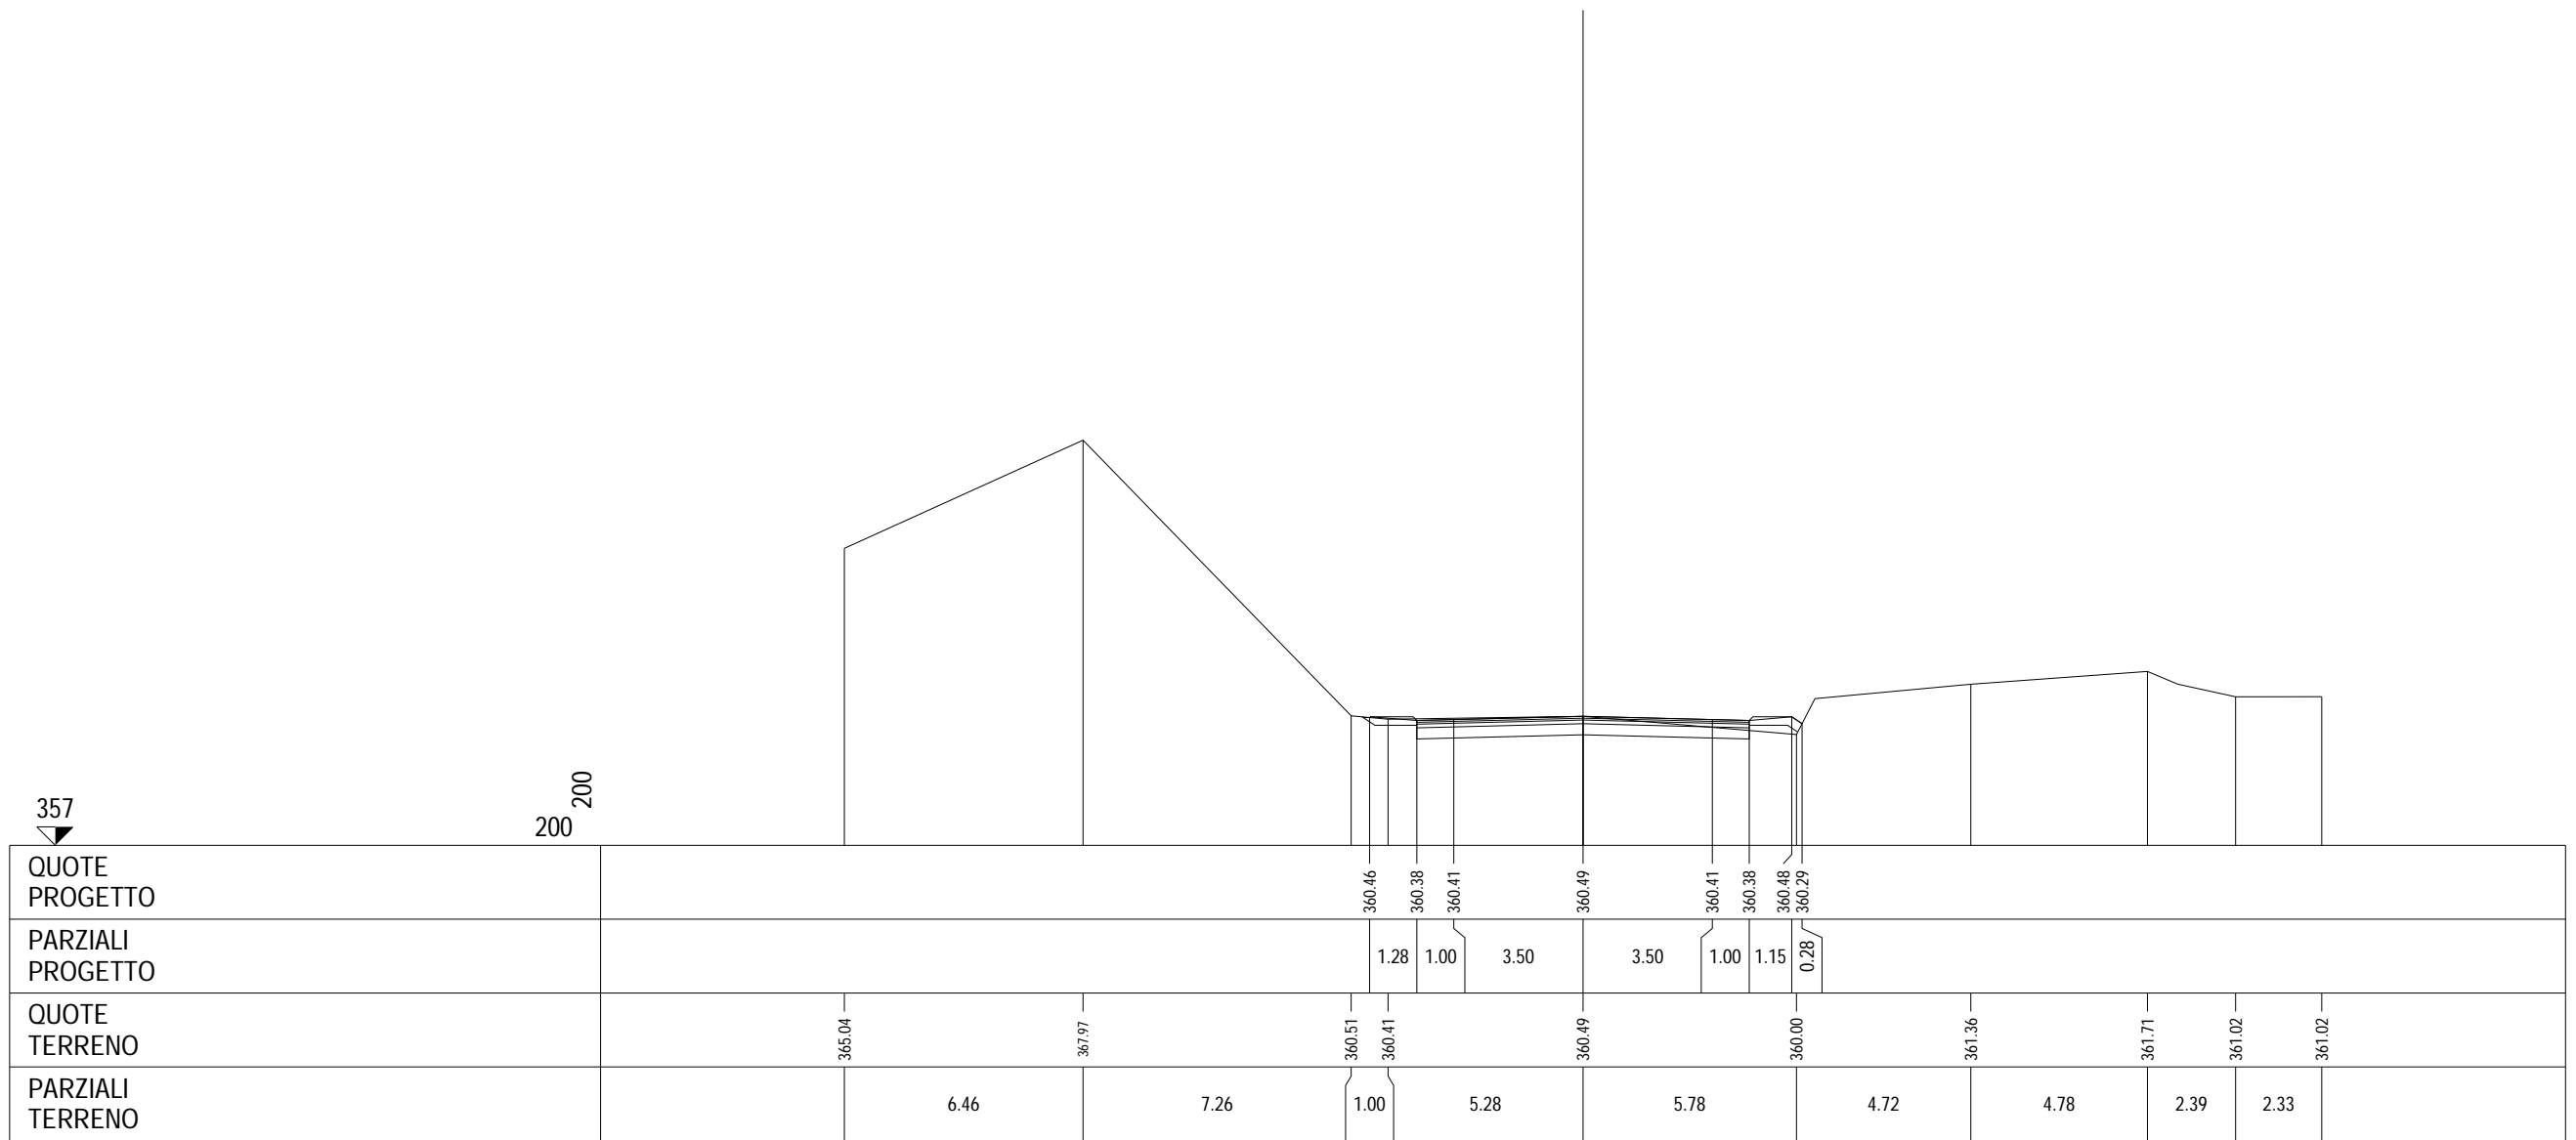 357
200
200
QUOTE
PROGETTO
360.46 360.38 360.41 360.49 360.41 360.38 360.48 360.29
PARZIALI
PROGETTO
1.28 1.00 3.50 3.50 1.00 1.15 0.28
QUOTE
TERRENO
365.04 367.97 360.51 360.41 360.49 360.00 361.36 361.71 361.02 361.02
PARZIALI
TERRENO
6.46 7.26 1.00 5.28 5.78 4.72 4.78 2.39 2.33